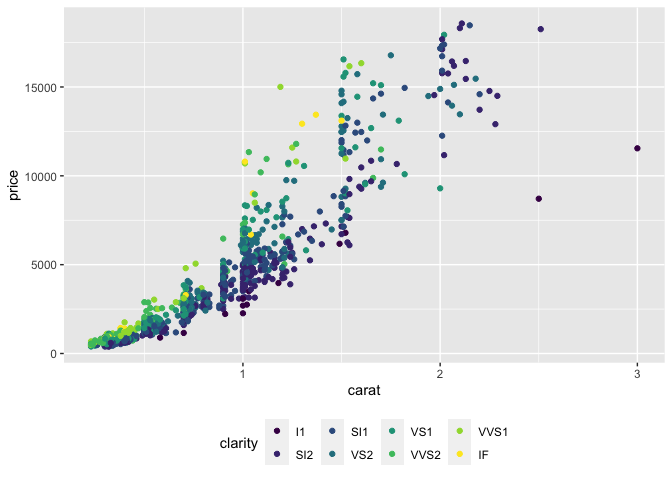 15000
10000
5000
0
price
1 2 3
carat
clarity
I1 SI1 VS1 VVS1
SI2 VS2 VVS2 IF